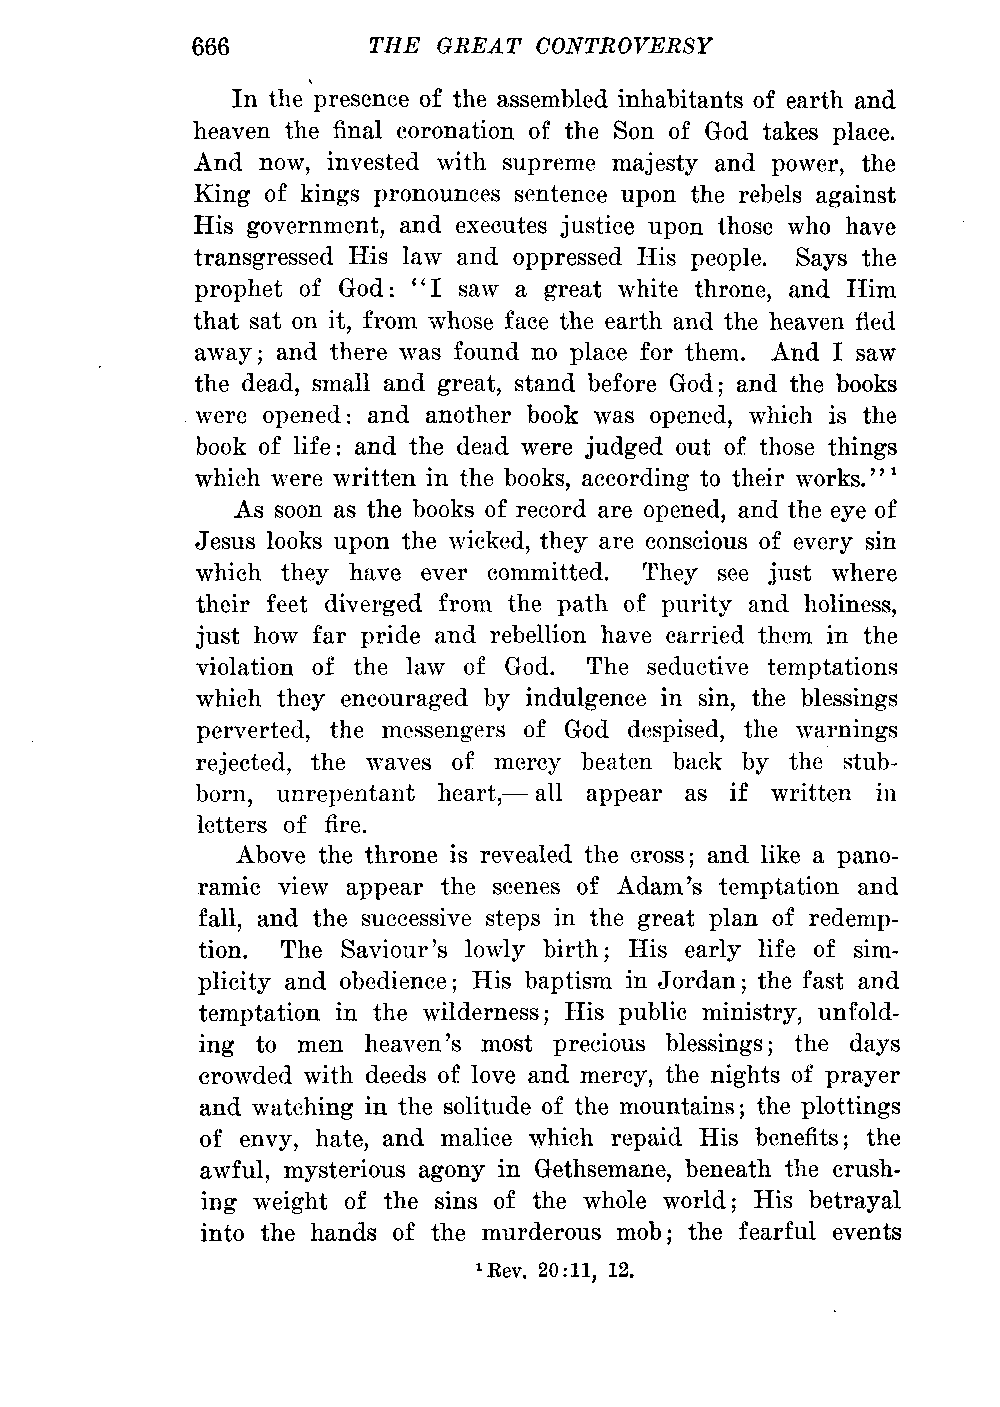 666 THE GREAT CONTROVERSY
In the presence of the assembled inhabitants of earth and
heaven the final coronation of the Son of God takes place.
And now, invested with supreme majesty and power, the
King of kings pronounces sentence upon the rebels against
His government, and executes justice upon those who have
transgressed His law and oppressed His people. Says the
prophet of God: "I saw a great white throne, and Him
that sat on it, from whose face the earth and the heaven fled
away; and there was found no place for them. And I saw
the dead, small and great, stand before God; and the books
were opened: and another book was opened, which is the
book of life: and the dead were judged out of those things
which were written in the books, according to their works."¹
As soon as the books of record are opened, and the eye of
Jesus looks upon the wicked, they are conscious of every sin
which they have ever committed. They see just where
their feet diverged from the path of purity and holiness,
just how far pride and rebellion have carried them in the
violation of the law of God. The seductive temptations
which they encouraged by indulgence in sin, the blessings
perverted, the messengers of God despised, the warnings
rejected, the waves of mercy beaten back by the stub-
born, unrepentant heart,— all appear as if written in
letters of fire.
Above the throne is revealed the cross; and like a pano-
ramic view appear the scenes of Adam's temptation and
fall, and the successive steps in the great plan of redemp-
tion. The Saviour's lowly birth; His early life of sim-
plicity and obedience; His baptism in Jordan; the fast and
temptation in the wilderness; His public ministry, unfold-
ing to men heaven's most precious blessings; the days
crowded with deeds of love and mercy, the nights of prayer
and watching in the solitude of the mountains; the plottings
of envy, hate, and malice which repaid His benefits; the
awful, mysterious agony in Gethsemane, beneath the crush-
ing weight of the sins of the whole world; His betrayal
into the hands of the murderous mob; the fearful events
¹ Rev. 20:11, 12.